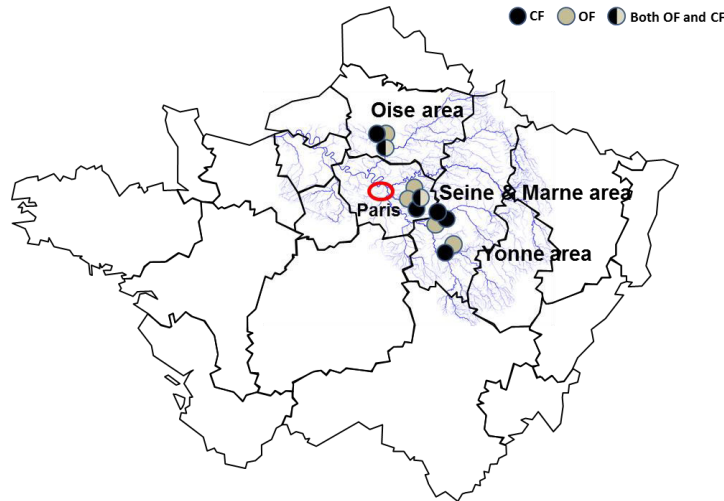 CF OF Both OF and CF
Oise area
Seine & Marne area
Paris
Yonne area